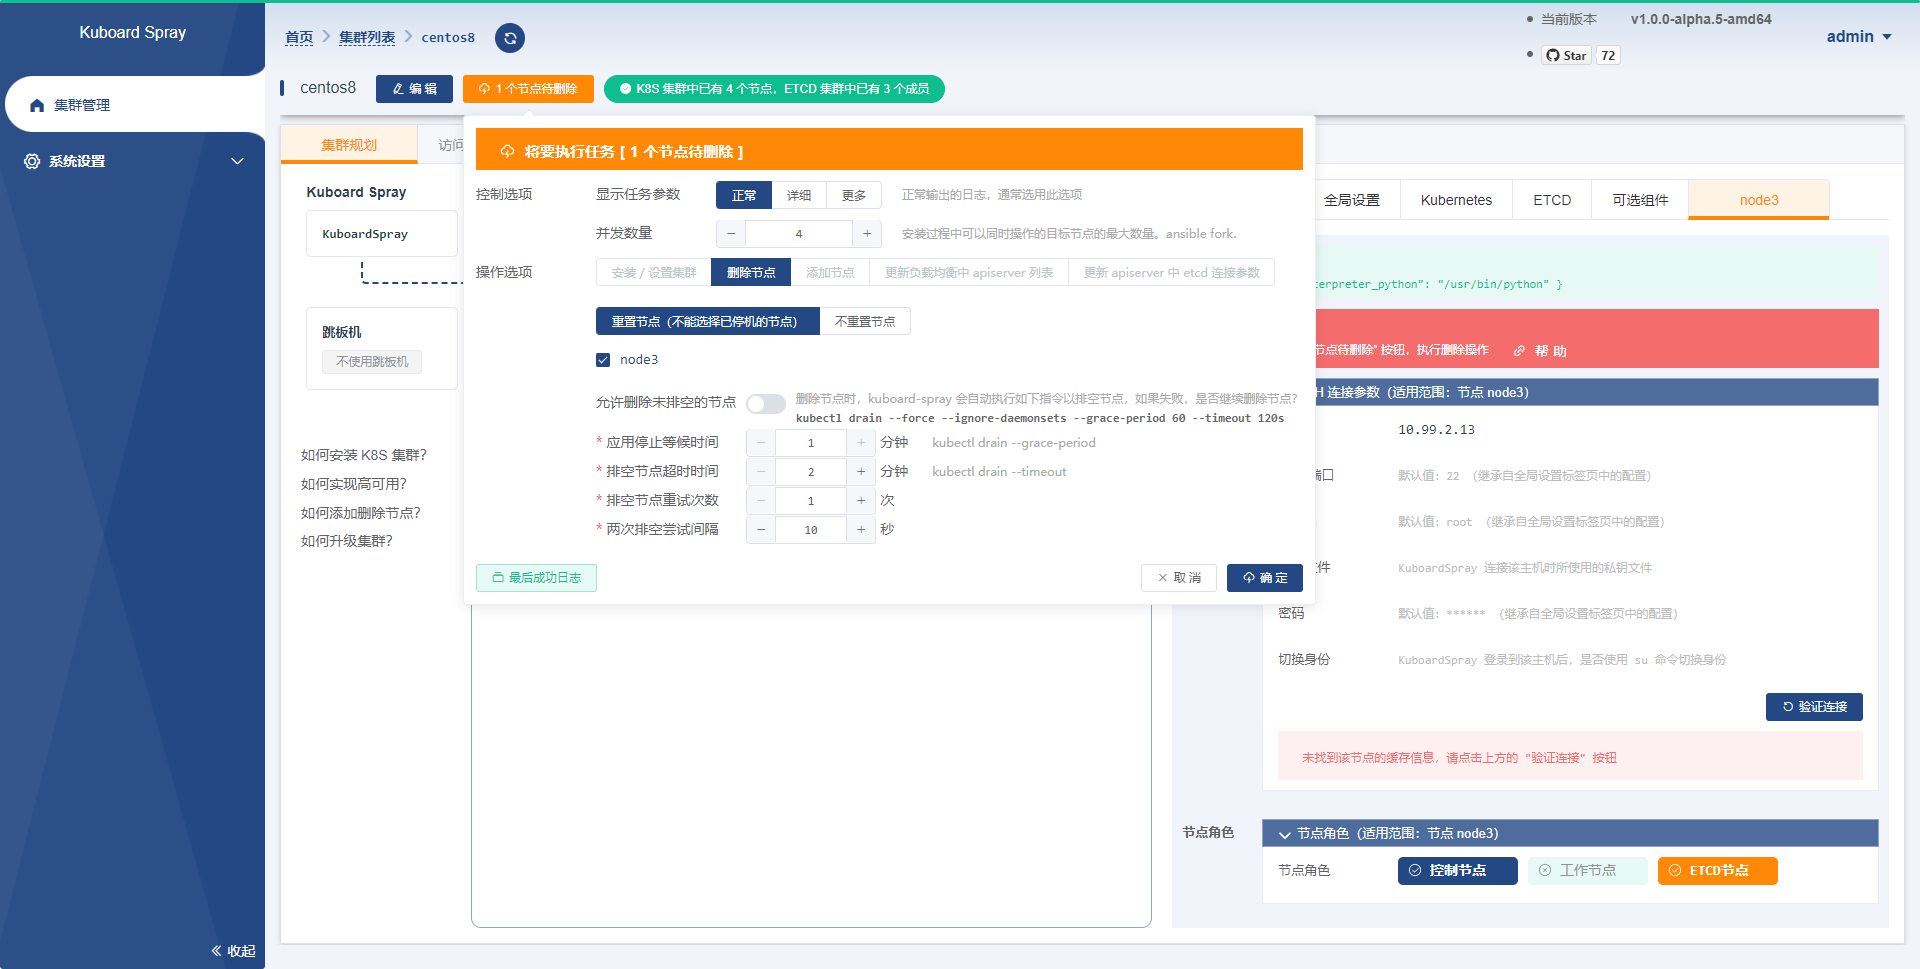 Kuboard Spray
集群管理
系统设置
收起
首页
集群列表
centos8
当前版本
v1.0.0-alpha.5-amd64
Star
72
admin
centos8
编 辑
1 个节点待删除
K8S 集群中已有 4 个节点，ETCD 集群中已有 3 个成员
集群规划
访问
Kuboard Spray
KuboardSpray
跳板机
不使用跳板机
如何安装 K8S 集群？
如何实现高可用？
如何添加删除节点？
如何升级集群？
将要执行任务 [ 1 个节点待删除 ]
控制选项
显示任务参数
正常
详细
更多
正常输出的日志，通常选用此选项
并发数量
−
4
+
安装过程中可以同时操作的目标节点的最大数量。ansible fork.
操作选项
安装 / 设置集群
删除节点
添加节点
更新负载均衡中 apiserver 列表
更新 apiserver 中 etcd 连接参数
重置节点（不能选择已停机的节点）
不重置节点
node3
允许删除未排空的节点
删除节点时，kuboard-spray 会自动执行如下指令以排空节点，如果失败，是否继续删除节点？
kubectl drain --force --ignore-daemonsets --grace-period 60 --timeout 120s
* 应用停止等候时间
−
1
+
分钟
kubectl drain --grace-period
* 排空节点超时时间
−
2
+
分钟
kubectl drain --timeout
* 排空节点重试次数
−
1
+
次
* 两次排空尝试间隔
−
10
+
秒
最后成功日志
取 消
确 定
全局设置
Kubernetes
ETCD
可选组件
node3
terpreter_python": "/usr/bin/python" }
节点待删除" 按钮，执行删除操作
帮 助
H 连接参数（适用范围：节点 node3）
10.99.2.13
端口
默认值：22 （继承自全局设置标签页中的配置）
默认值：root （继承自全局设置标签页中的配置）
件
KuboardSpray 连接该主机时所使用的私钥文件
密码
默认值：****** （继承自全局设置标签页中的配置）
切换身份
KuboardSpray 登录到该主机后，是否使用 su 命令切换身份
验证连接
未找到该节点的缓存信息，请点击上方的 "验证连接" 按钮
节点角色
节点角色（适用范围：节点 node3）
节点角色
控制节点
工作节点
ETCD节点